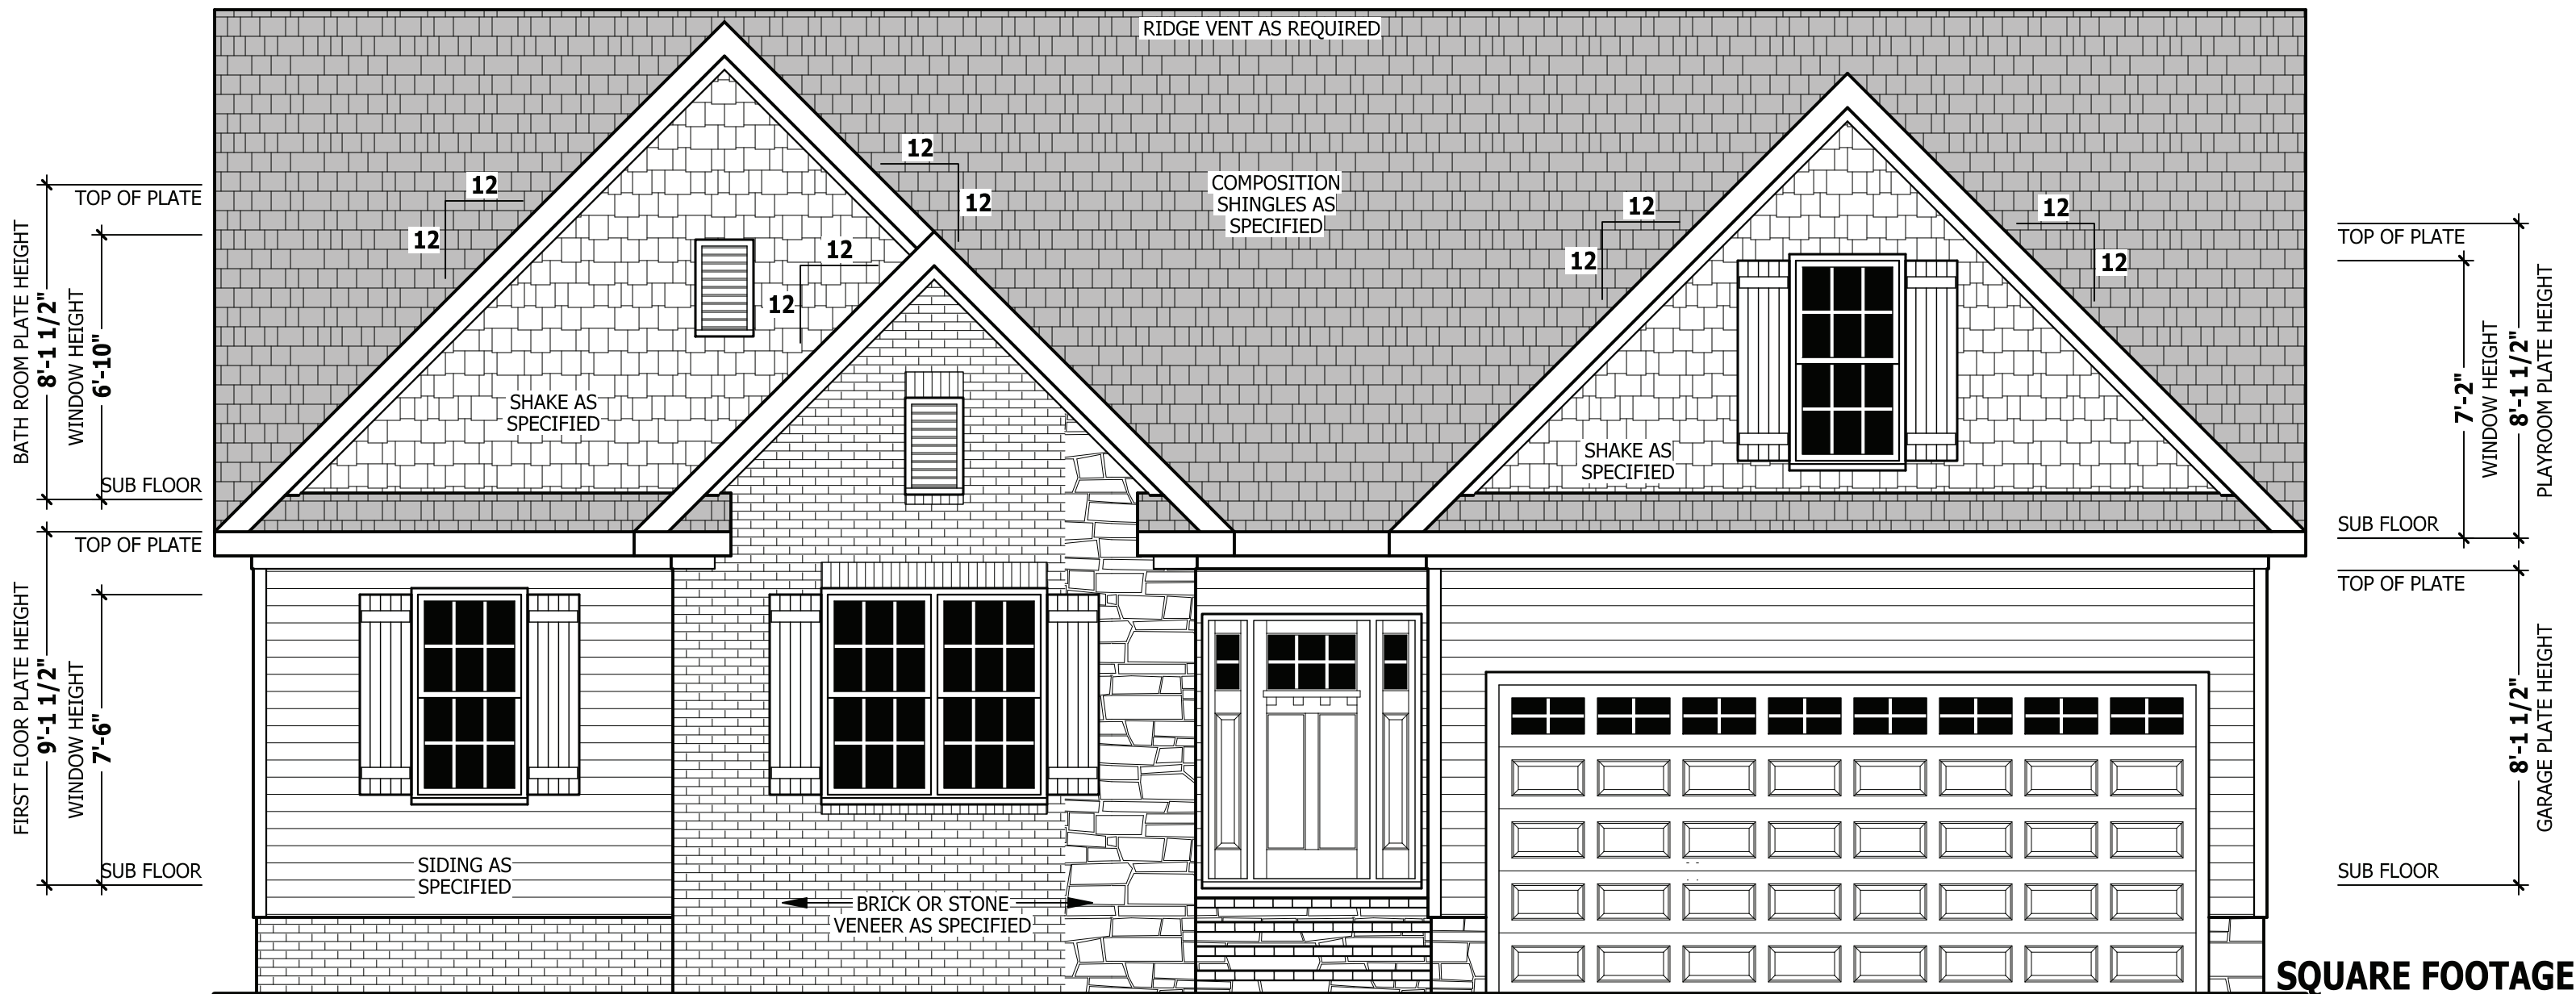 RIDGE VENT AS REQUIRED
12
12
12
12
12
12
COMPOSITION
SHINGLES AS
SPECIFIED
12
12
12
12
TOP OF PLATE
BATH ROOM PLATE HEIGHT
8'-1 1/2"
WINDOW HEIGHT
6'-10"
SUB FLOOR
SHAKE AS
SPECIFIED
SHAKE AS
SPECIFIED
TOP OF PLATE
7'-2"
WINDOW HEIGHT
8'-1 1/2"
PLAYROOM PLATE HEIGHT
SUB FLOOR
TOP OF PLATE
FIRST FLOOR PLATE HEIGHT
9'-1 1/2"
WINDOW HEIGHT
7'-6"
SUB FLOOR
SIDING AS
SPECIFIED
BRICK OR STONE
VENEER AS SPECIFIED
TOP OF PLATE
8'-1 1/2"
GARAGE PLATE HEIGHT
SUB FLOOR
SQUARE FOOTAGE